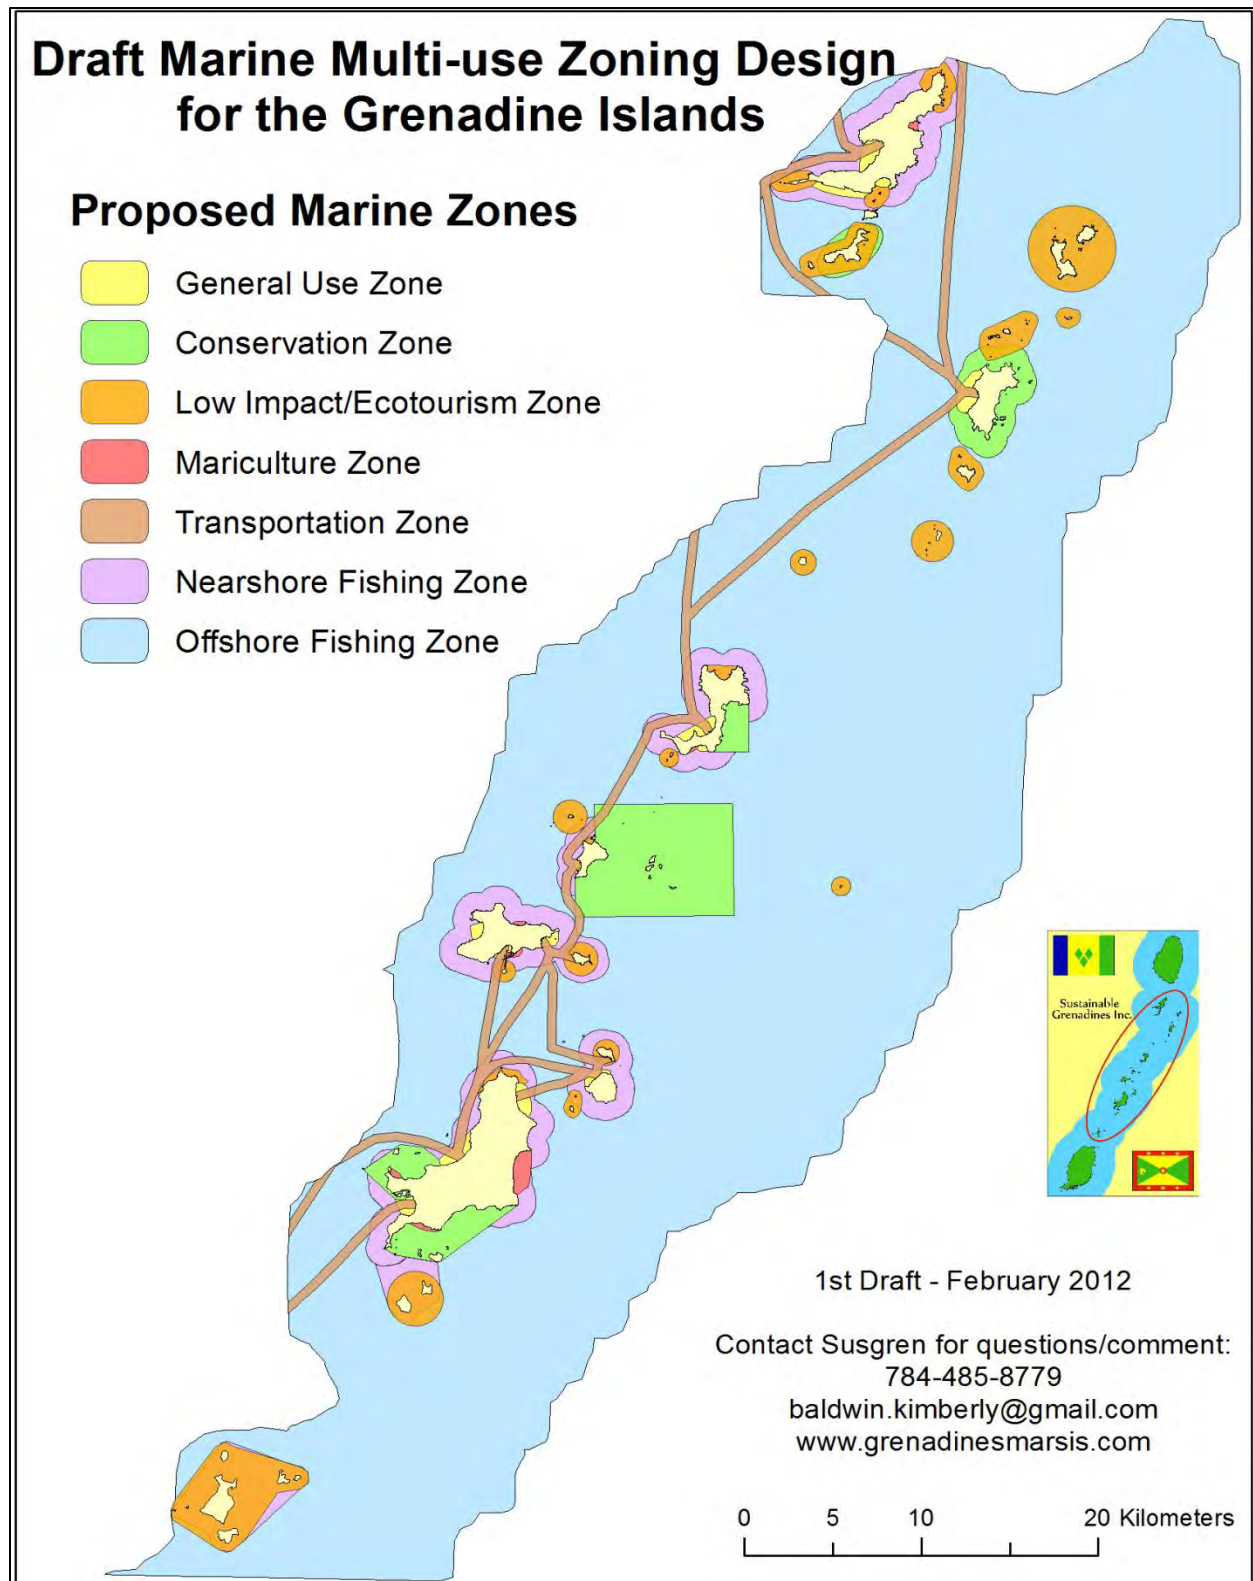 Draft Marine Multi-use Zoning Design
for the Grenadine Islands
Proposed Marine Zones
General Use Zone
Conservation Zone
Low Impact/Ecotourism Zone
Mariculture Zone
Transportation Zone
Nearshore Fishing Zone
Offshore Fishing Zone
Sustainable
Grenadines Inc.
1st Draft - February 2012
Contact Susgren for questions/comment:
784-485-8779
baldwin.kimberly@gmail.com
www.grenadinesmarsis.com
0 5 10 20 Kilometers